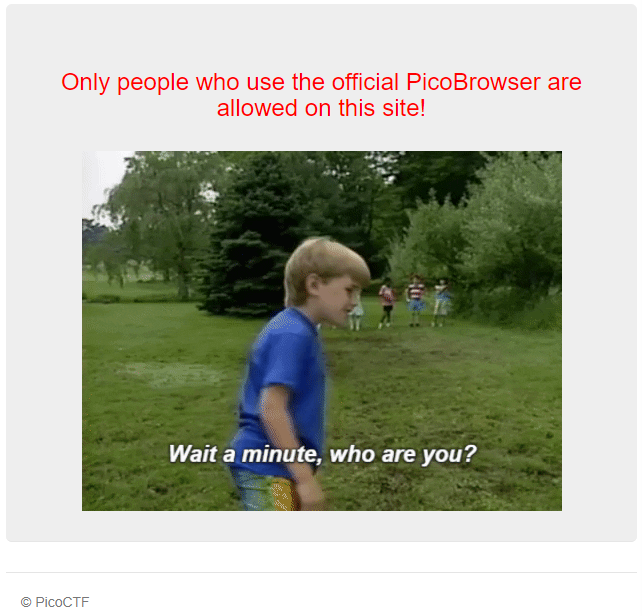 Only people who use the official PicoBrowser are
allowed on this site!
Wait a minute, who are you?
© PicoCTF